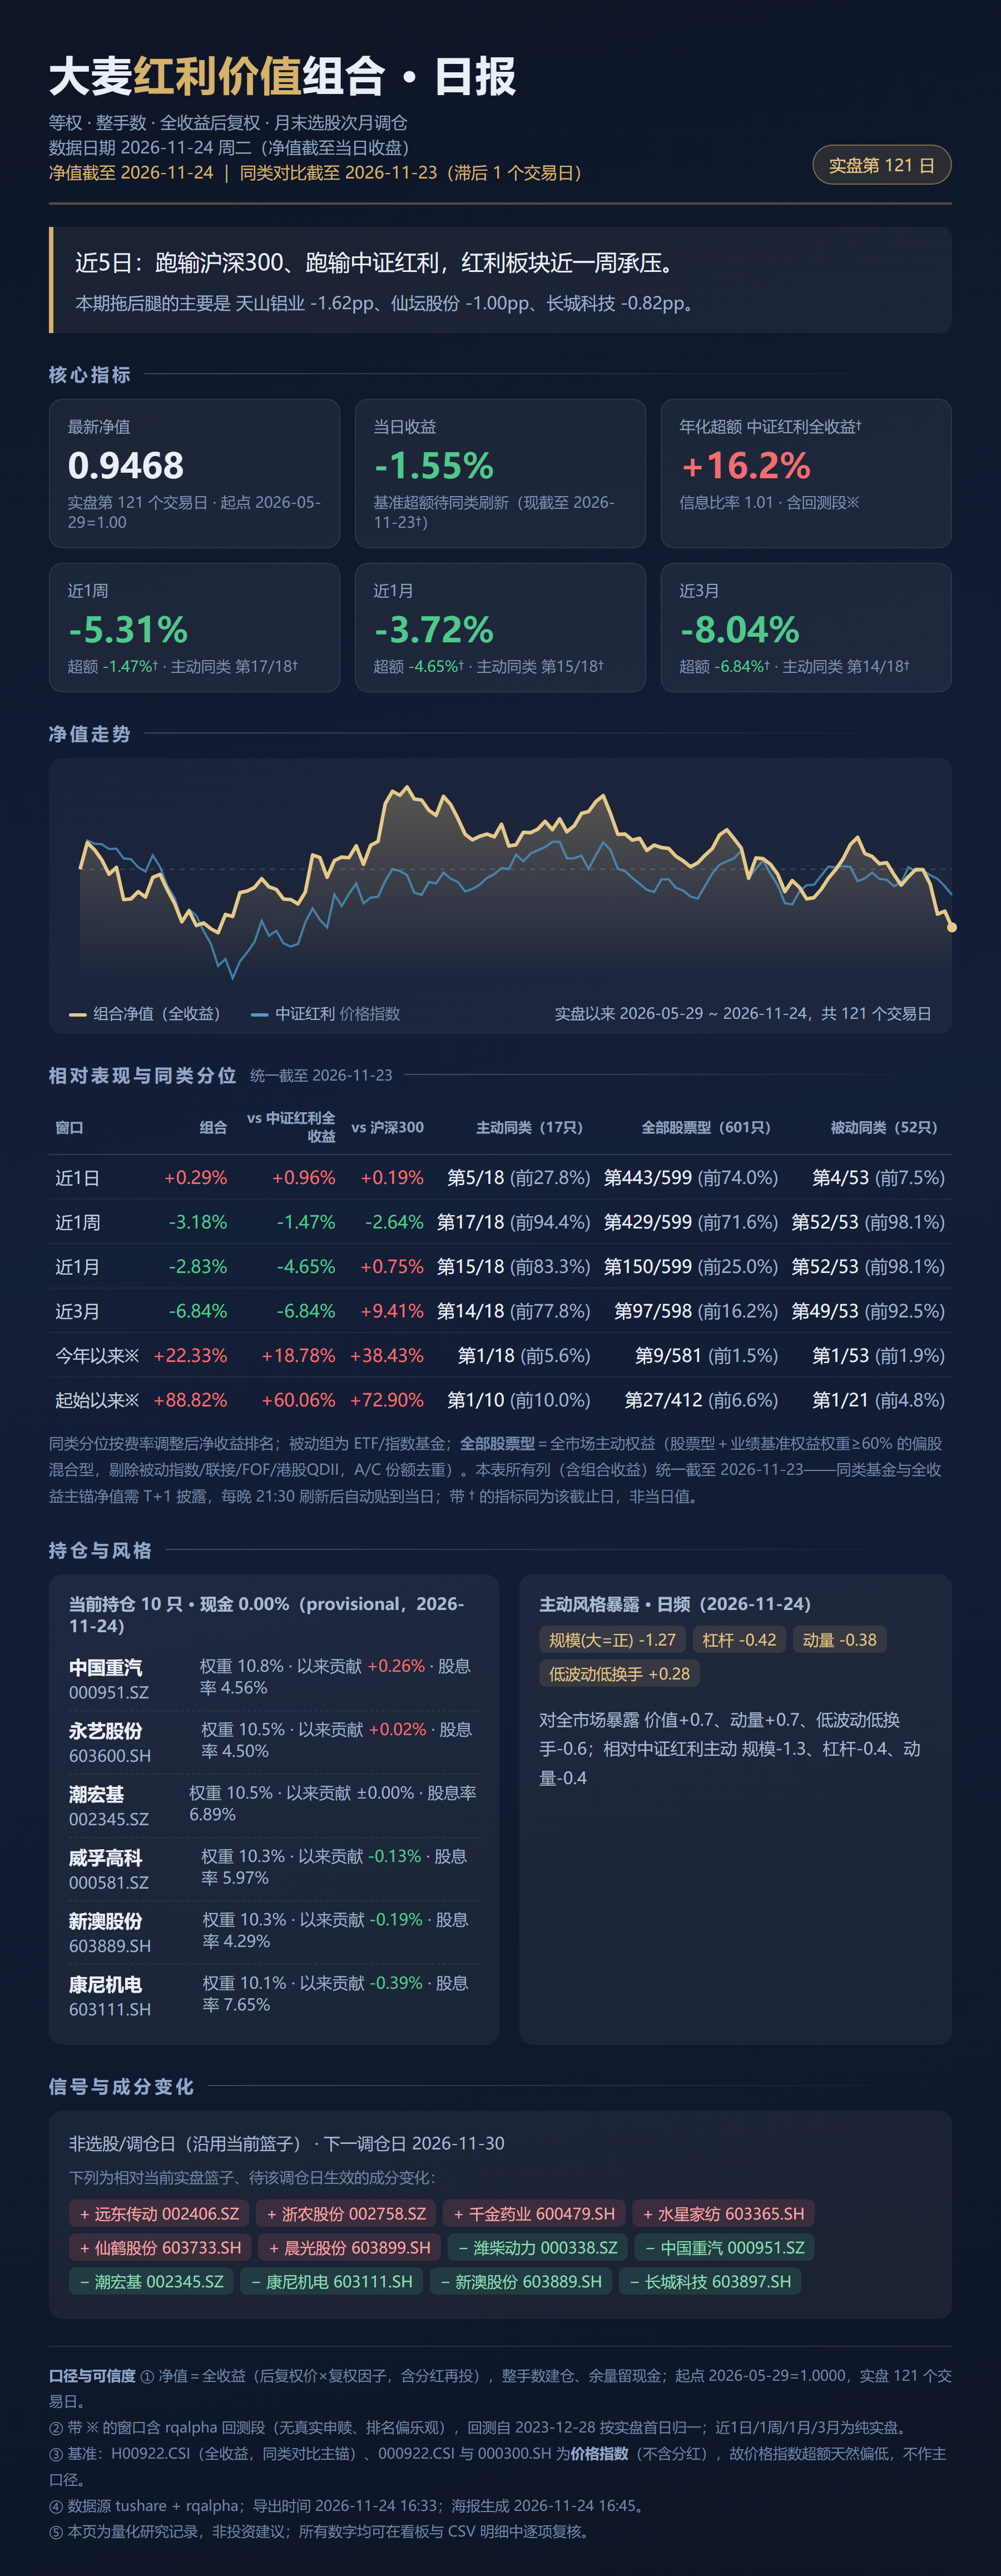 大麦红利价值组合 • 日报
等权 · 整手数 · 全收益后复权 · 月末选股次月调仓
数据日期 2026-11-24 周二（净值截至当日收盘）
净值截至 2026-11-24 ｜ 同类对比截至 2026-11-23（滞后 1 个交易日）
实盘第 121 日
近5日：跑输沪深300、跑输中证红利，红利板块近一周承压。
本期拖后腿的主要是 天山铝业 -1.62pp、仙坛股份 -1.00pp、长城科技 -0.82pp。
核心指标
最新净值
0.9468
实盘第 121 个交易日 · 起点 2026-05-
29=1.00
当日收益
-1.55%
基准超额待同类刷新（现截至 2026-
11-23†）
年化超额 中证红利全收益†
+16.2%
信息比率 1.01 · 含回测段※
近1周
-5.31%
超额 -1.47%† · 主动同类 第17/18†
近1月
-3.72%
超额 -4.65%† · 主动同类 第15/18†
近3月
-8.04%
超额 -6.84%† · 主动同类 第14/18†
净值走势
组合净值（全收益） 中证红利 价格指数 实盘以来 2026-05-29 ~ 2026-11-24，共 121 个交易日
相对表现与同类分位 统一截至 2026-11-23
窗口 组合 vs 中证红利全
收益 vs 沪深300 主动同类（17只） 全部股票型（601只） 被动同类（52只）
近1日 +0.29% +0.96% +0.19% 第5/18 (前27.8%) 第443/599 (前74.0%) 第4/53 (前7.5%)
近1周 -3.18% -1.47% -2.64% 第17/18 (前94.4%) 第429/599 (前71.6%) 第52/53 (前98.1%)
近1月 -2.83% -4.65% +0.75% 第15/18 (前83.3%) 第150/599 (前25.0%) 第52/53 (前98.1%)
近3月 -6.84% -6.84% +9.41% 第14/18 (前77.8%) 第97/598 (前16.2%) 第49/53 (前92.5%)
今年以来※ +22.33% +18.78% +38.43% 第1/18 (前5.6%) 第9/581 (前1.5%) 第1/53 (前1.9%)
起始以来※ +88.82% +60.06% +72.90% 第1/10 (前10.0%) 第27/412 (前6.6%) 第1/21 (前4.8%)
同类分位按费率调整后净收益排名；被动组为 ETF/指数基金；全部股票型＝全市场主动权益（股票型＋业绩基准权益权重≥60% 的偏股
混合型，剔除被动指数/联接/FOF/港股QDII，A/C 份额去重）。本表所有列（含组合收益）统一截至 2026-11-23——同类基金与全收
益主锚净值需 T+1 披露，每晚 21:30 刷新后自动贴到当日；带 † 的指标同为该截止日，非当日值。
持仓与风格
当前持仓 10 只 • 现金 0.00%（provisional，2026-
11-24）
中国重汽
000951.SZ
权重 10.8% · 以来贡献 +0.26% · 股息
率 4.56%
永艺股份
603600.SH
权重 10.5% · 以来贡献 +0.02% · 股息
率 4.50%
潮宏基
002345.SZ
权重 10.5% · 以来贡献 ±0.00% · 股息率
6.89%
威孚高科
000581.SZ
权重 10.3% · 以来贡献 -0.13% · 股息
率 5.97%
新澳股份
603889.SH
权重 10.3% · 以来贡献 -0.19% · 股息
率 4.29%
康尼机电
603111.SH
权重 10.1% · 以来贡献 -0.39% · 股息
率 7.65%
主动风格暴露 • 日频（2026-11-24）
规模(大=正) -1.27 杠杆 -0.42 动量 -0.38
低波动低换手 +0.28
对全市场暴露 价值+0.7、动量+0.7、低波动低换
手-0.6；相对中证红利主动 规模-1.3、杠杆-0.4、动
量-0.4
信号与成分变化
非选股/调仓日（沿用当前篮子） · 下一调仓日 2026-11-30
下列为相对当前实盘篮子、待该调仓日生效的成分变化：
+ 远东传动 002406.SZ + 浙农股份 002758.SZ + 千金药业 600479.SH + 水星家纺 603365.SH
+ 仙鹤股份 603733.SH + 晨光股份 603899.SH − 潍柴动力 000338.SZ − 中国重汽 000951.SZ
− 潮宏基 002345.SZ − 康尼机电 603111.SH − 新澳股份 603889.SH − 长城科技 603897.SH
口径与可信度 ① 净值＝全收益（后复权价×复权因子，含分红再投），整手数建仓、余量留现金；起点 2026-05-29=1.0000，实盘 121 个交
易日。
② 带 ※ 的窗口含 rqalpha 回测段（无真实申赎、排名偏乐观），回测自 2023-12-28 按实盘首日归一；近1日/1周/1月/3月为纯实盘。
③ 基准：H00922.CSI（全收益，同类对比主锚）、000922.CSI 与 000300.SH 为价格指数（不含分红），故价格指数超额天然偏低，不作主
口径。
④ 数据源 tushare + rqalpha；导出时间 2026-11-24 16:33；海报生成 2026-11-24 16:45。
⑤ 本页为量化研究记录，非投资建议；所有数字均可在看板与 CSV 明细中逐项复核。